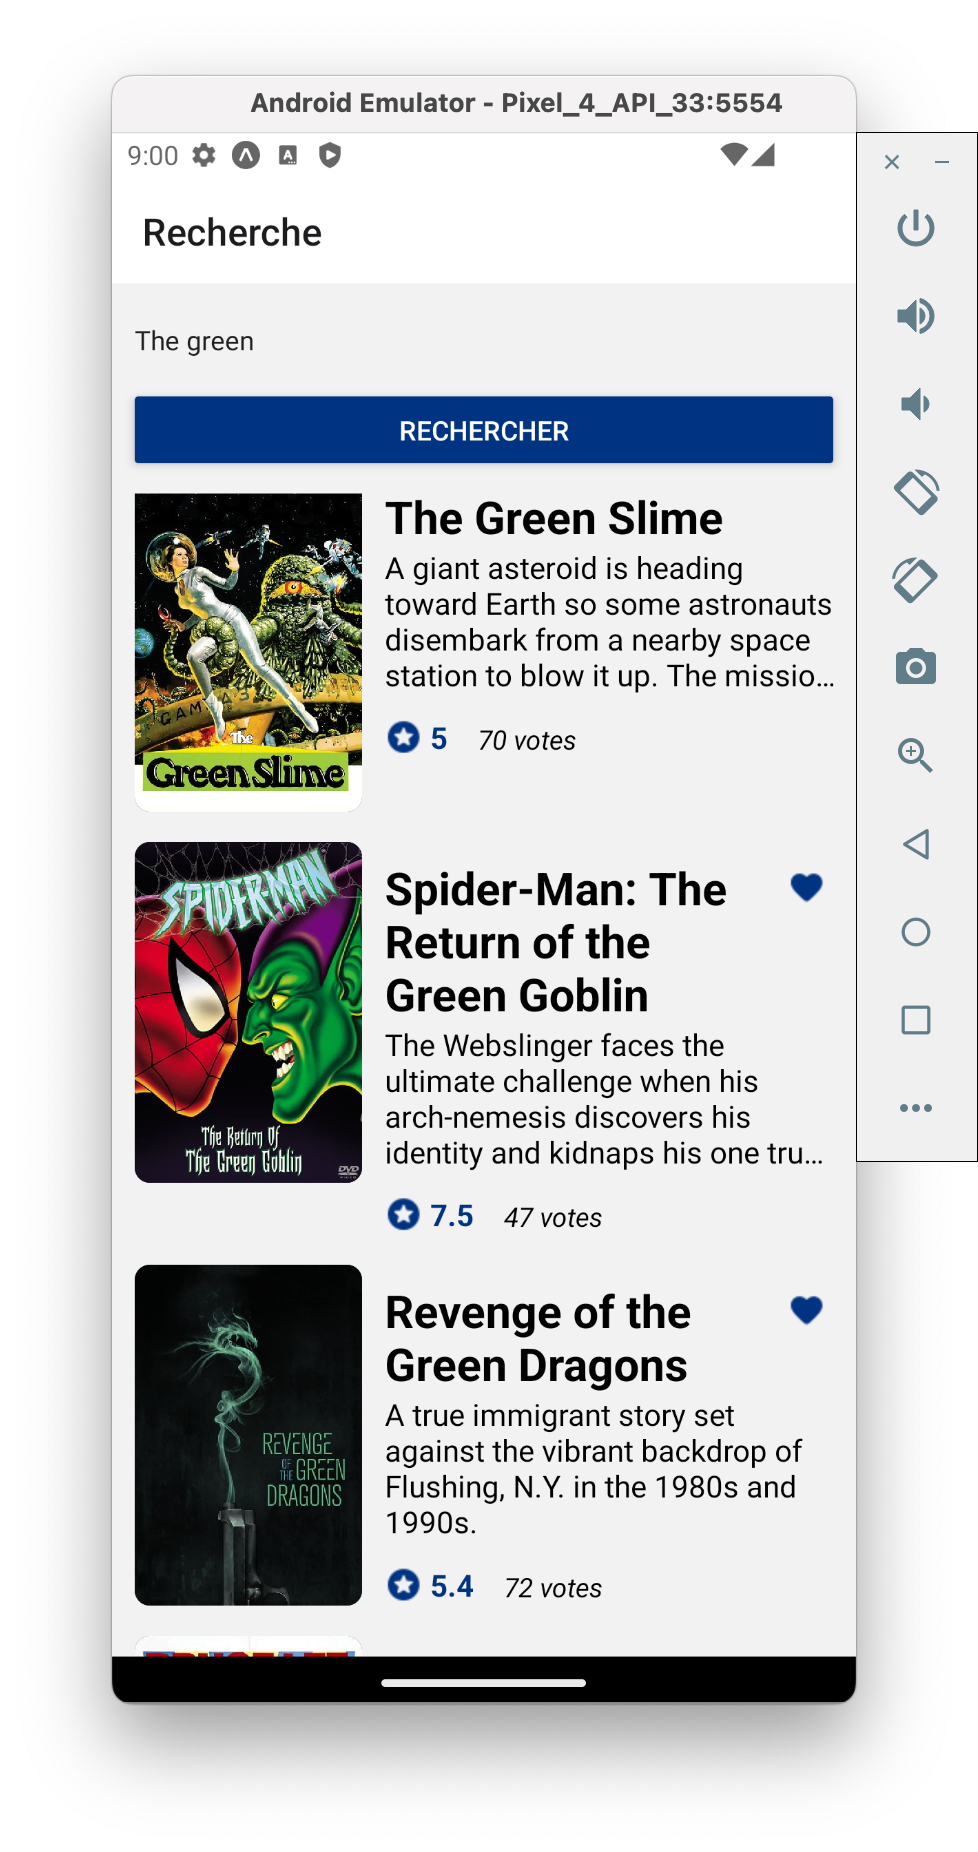 Android Emulator - Pixel_4_API_33:5554
9:00
Recherche
The green
RECHERCHER
GAMMA
The
Green Slime
The Green Slime
A giant asteroid is heading
toward Earth so some astronauts
disembark from a nearby space
station to blow it up. The missio...
5 70 votes
SPIDER-MAN
The Return Of
The Green Goblin
DVD
Spider-Man: The
Return of the
Green Goblin
The Webslinger faces the
ultimate challenge when his
arch-nemesis discovers his
identity and kidnaps his one tru...
7.5 47 votes
REVENGE
OF
THE GREEN
DRAGONS
Revenge of the
Green Dragons
A true immigrant story set
against the vibrant backdrop of
Flushing, N.Y. in the 1980s and
1990s.
5.4 72 votes